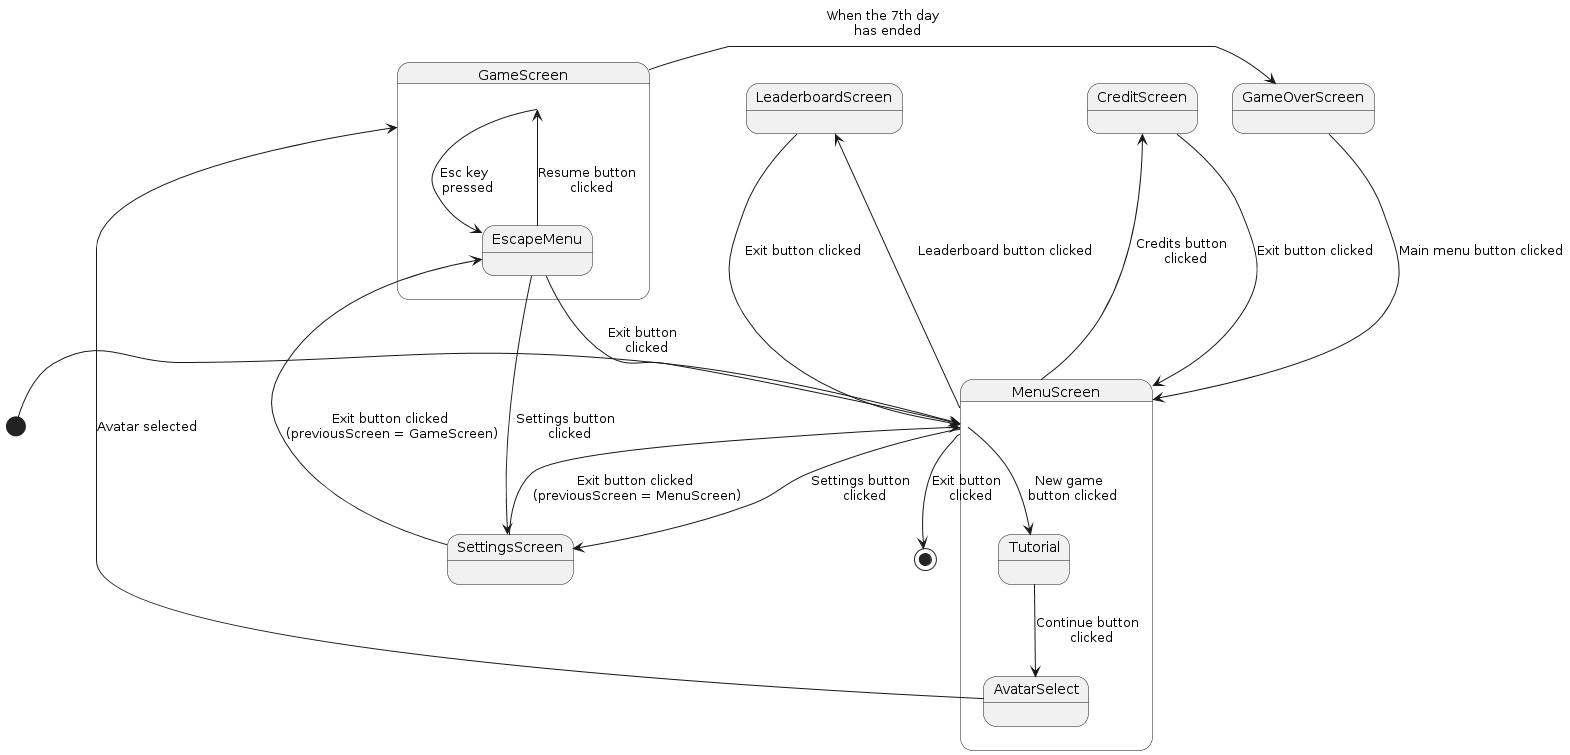 When the 7th day
has ended
GameScreen
LeaderboardScreen
CreditScreen
GameOverScreen
Esc key
pressed
Resume button
clicked
EscapeMenu
Exit button clicked
Leaderboard button clicked
Credits button
clicked
Exit button clicked
Main menu button clicked
Exit button
clicked
MenuScreen
Avatar selected
Exit button clicked
(previousScreen = GameScreen)
Settings button
clicked
Exit button clicked
(previousScreen = MenuScreen)
Settings button
clicked
Exit button
clicked
New game
button clicked
SettingsScreen
Tutorial
Continue button
clicked
AvatarSelect